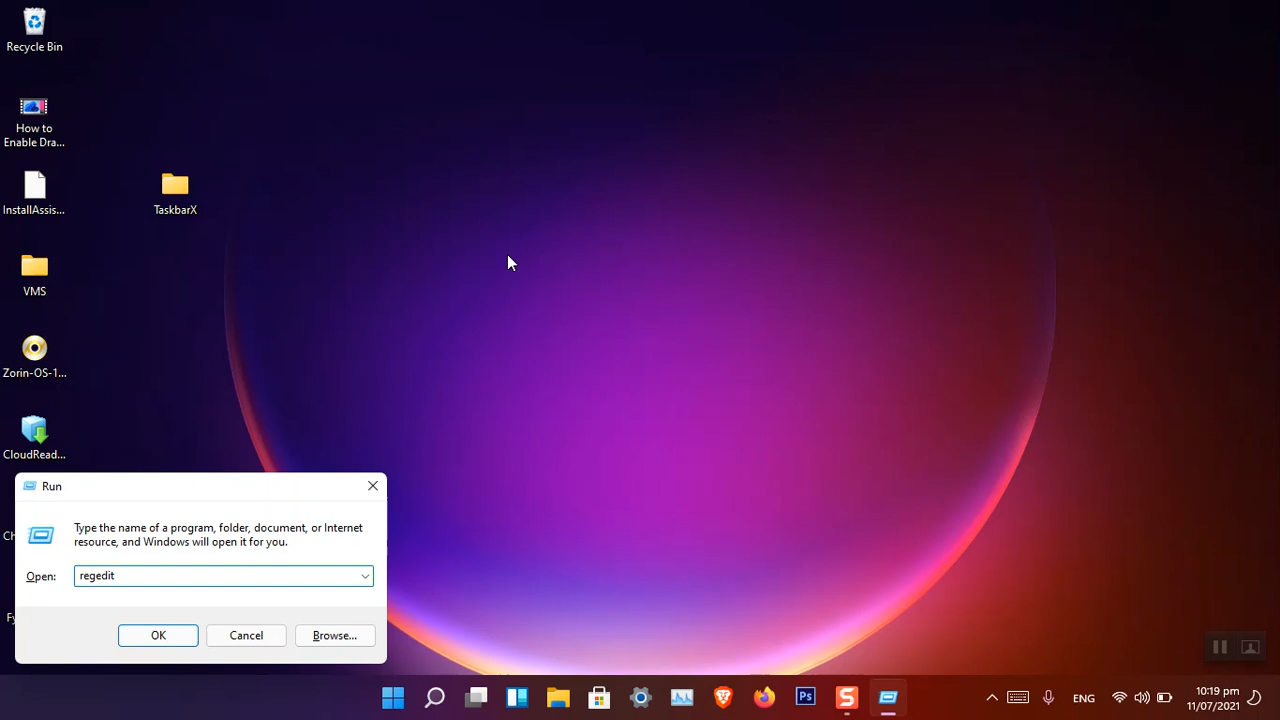 Recycle Bin
How to
Enable Dra...
InstallAssis...
TaskbarX
VMS
Zorin-OS-1...
CloudRead...
Run
Type the name of a program, folder, document, or Internet
resource, and Windows will open it for you.
Open:
regedit
OK
Cancel
Browse...
Ps
S
ENG
10:19 pm
11/07/2021